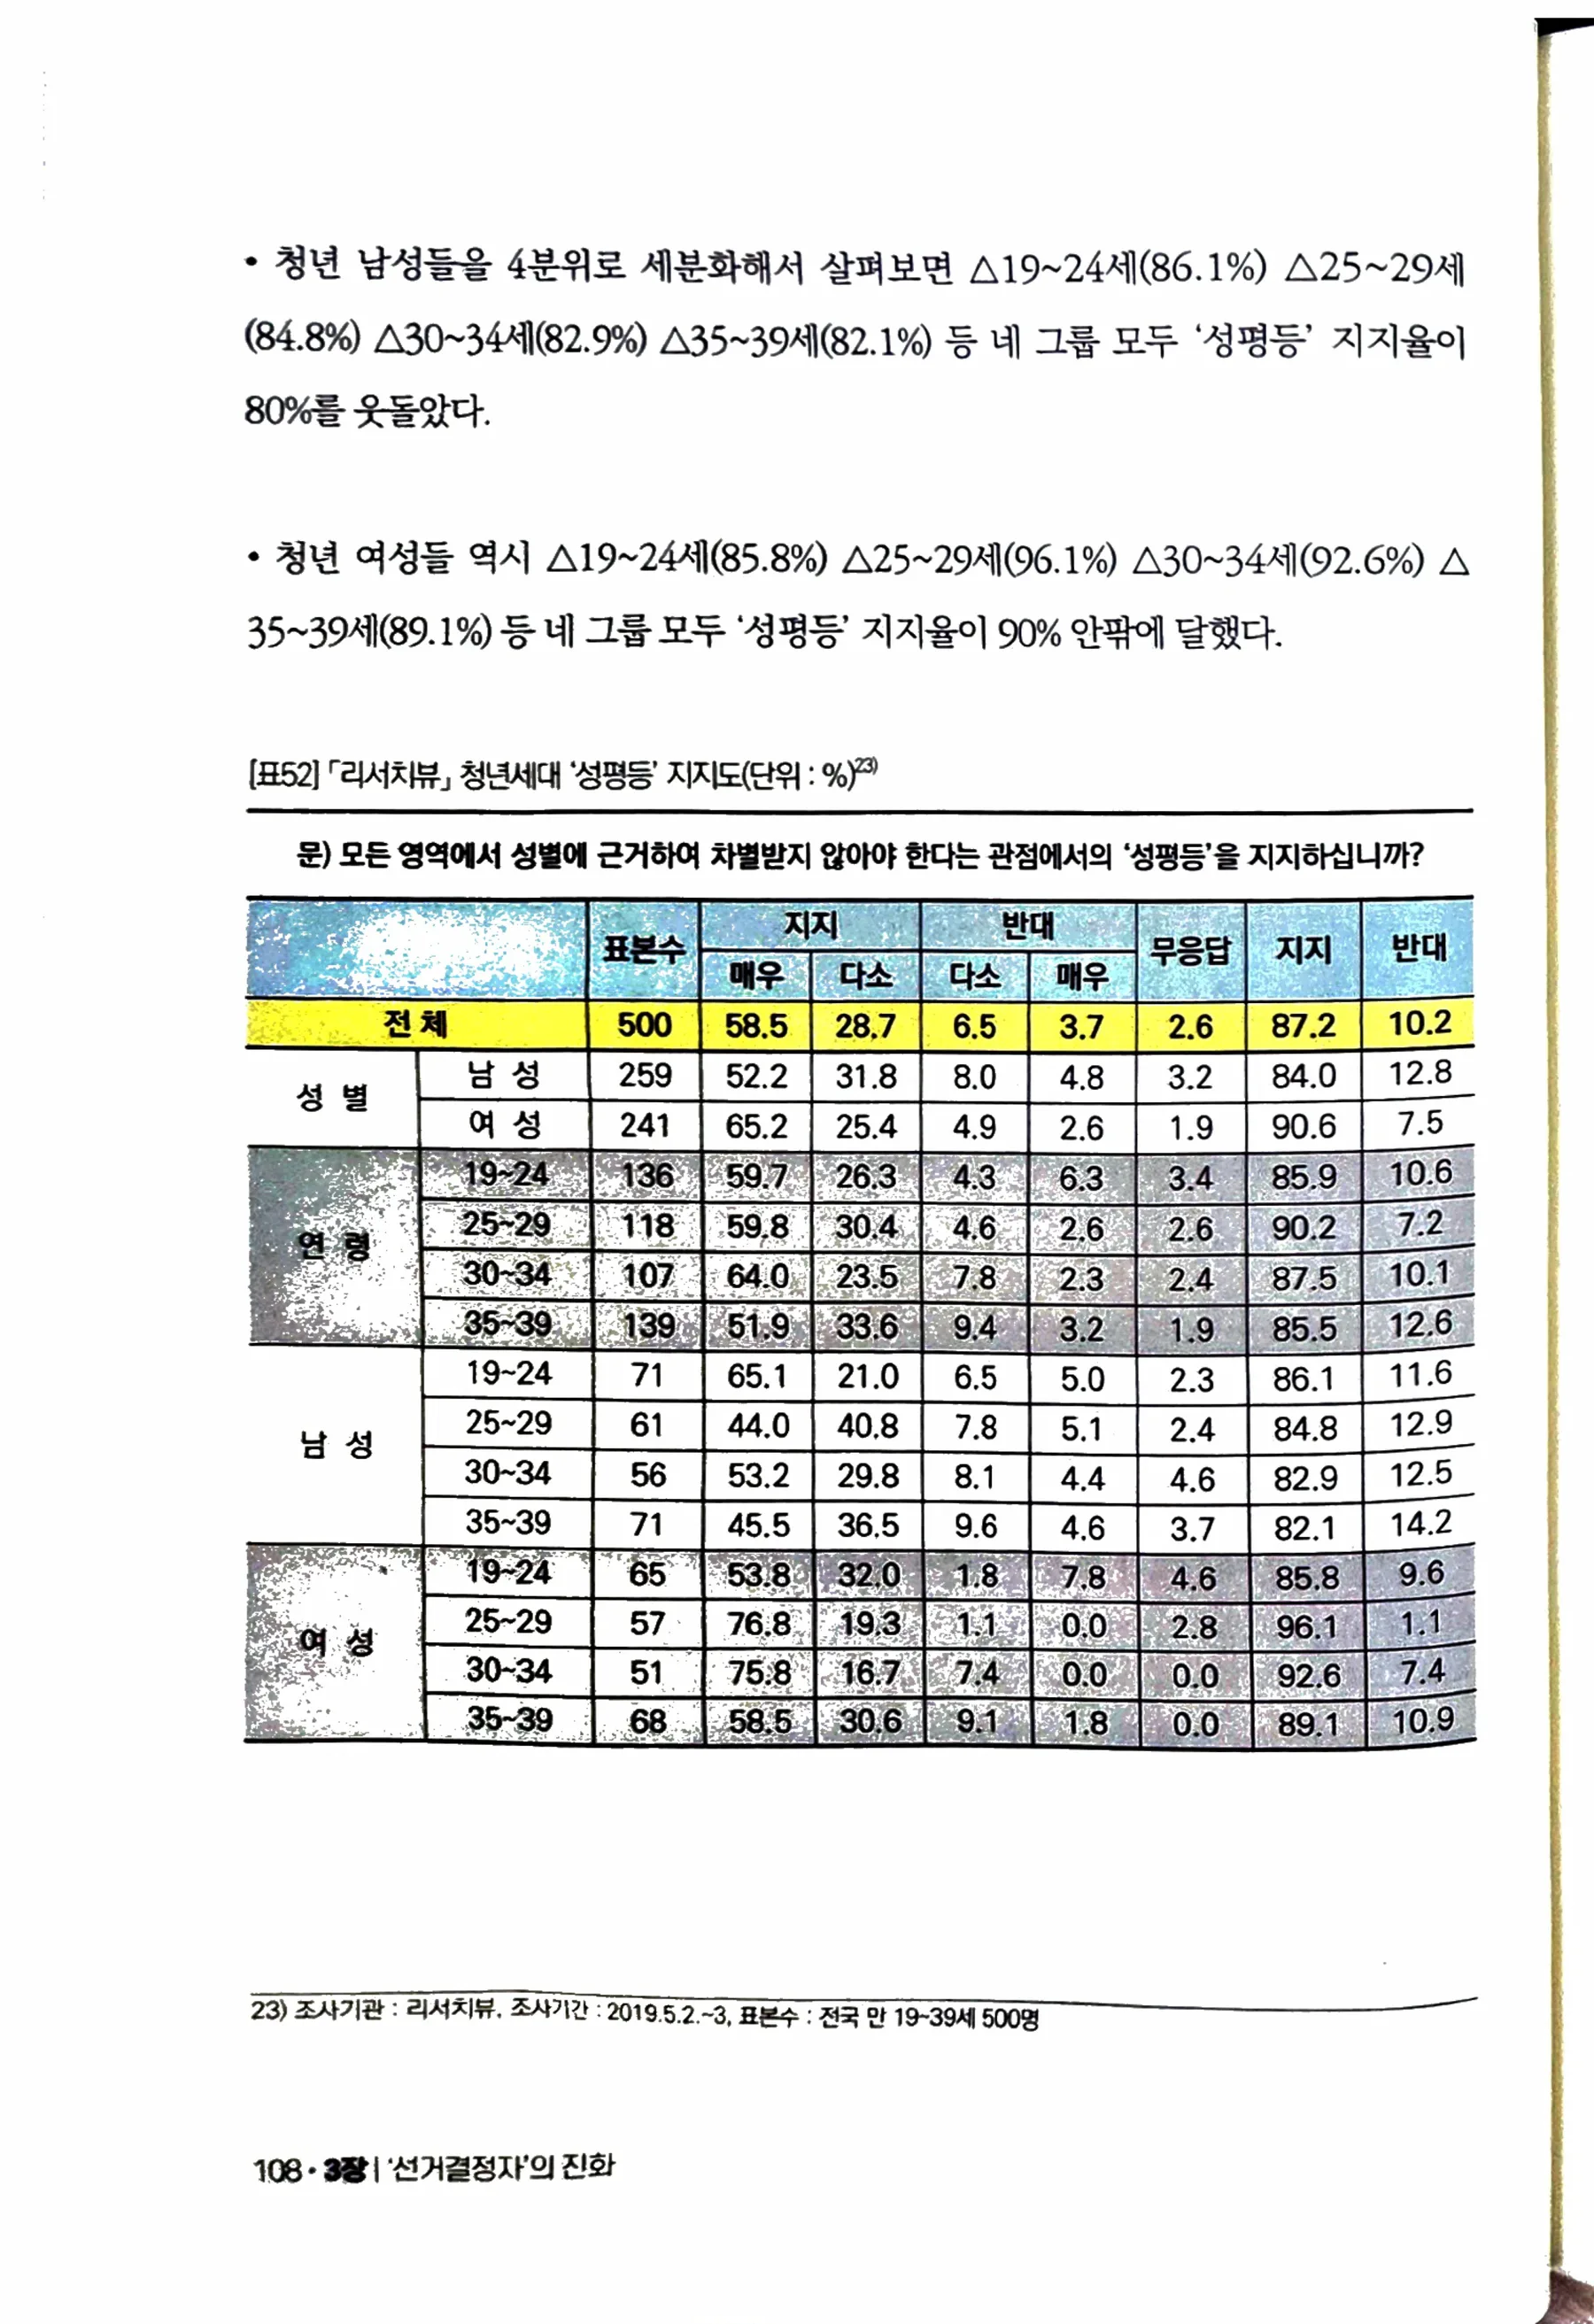 • 청년 남성들을 4분위로 세분화해서 살펴보면 △19~24세(86.1%) △25~29세
(84.8%) △30~34세(82.9%) △35~39세(82.1%) 등 네 그룹 모두 ‘성평등’ 지지율이
80%를 웃돌았다.
• 청년 여성들 역시 △19~24세(85.8%) △25~29세(96.1%) △30~34세(92.6%) △
35~39세(89.1%) 등 네 그룹 모두 ‘성평등’ 지지율이 90% 안팎에 달했다.
[표52] 「리서치뷰」 청년세대 ‘성평등’ 지지도(단위 : %)23)
문) 모든 영역에서 성별에 근거하여 차별받지 않아야 한다는 관점에서의 ‘성평등’을 지지하십니까?
표본수 지지 반대 무응답 지지 반대
매우 다소 다소 매우
전 체 500 58.5 28.7 6.5 3.7 2.6 87.2 10.2
성 별 남 성 259 52.2 31.8 8.0 4.8 3.2 84.0 12.8
여 성 241 65.2 25.4 4.9 2.6 1.9 90.6 7.5
연 령 19~24 136 59.7 26.3 4.3 6.3 3.4 85.9 10.6
25~29 118 59.8 30.4 4.6 2.6 2.6 90.2 7.2
30~34 107 64.0 23.5 7.8 2.3 2.4 87.5 10.1
35~39 139 51.9 33.6 9.4 3.2 1.9 85.5 12.6
남 성 19~24 71 65.1 21.0 6.5 5.0 2.3 86.1 11.6
25~29 61 44.0 40.8 7.8 5.1 2.4 84.8 12.9
30~34 56 53.2 29.8 8.1 4.4 4.6 82.9 12.5
35~39 71 45.5 36.5 9.6 4.6 3.7 82.1 14.2
여 성 19~24 65 53.8 32.0 1.8 7.8 4.6 85.8 9.6
25~29 57 76.8 19.3 1.1 0.0 2.8 96.1 1.1
30~34 51 75.8 16.7 7.4 0.0 0.0 92.6 7.4
35~39 68 58.5 30.6 9.1 1.8 0.0 89.1 10.9
23) 조사기관 : 리서치뷰, 조사기간 : 2019.5.2.~3, 표본수 : 전국 만 19~39세 500명
108 • 3장 | ‘선거결정자’의 진화